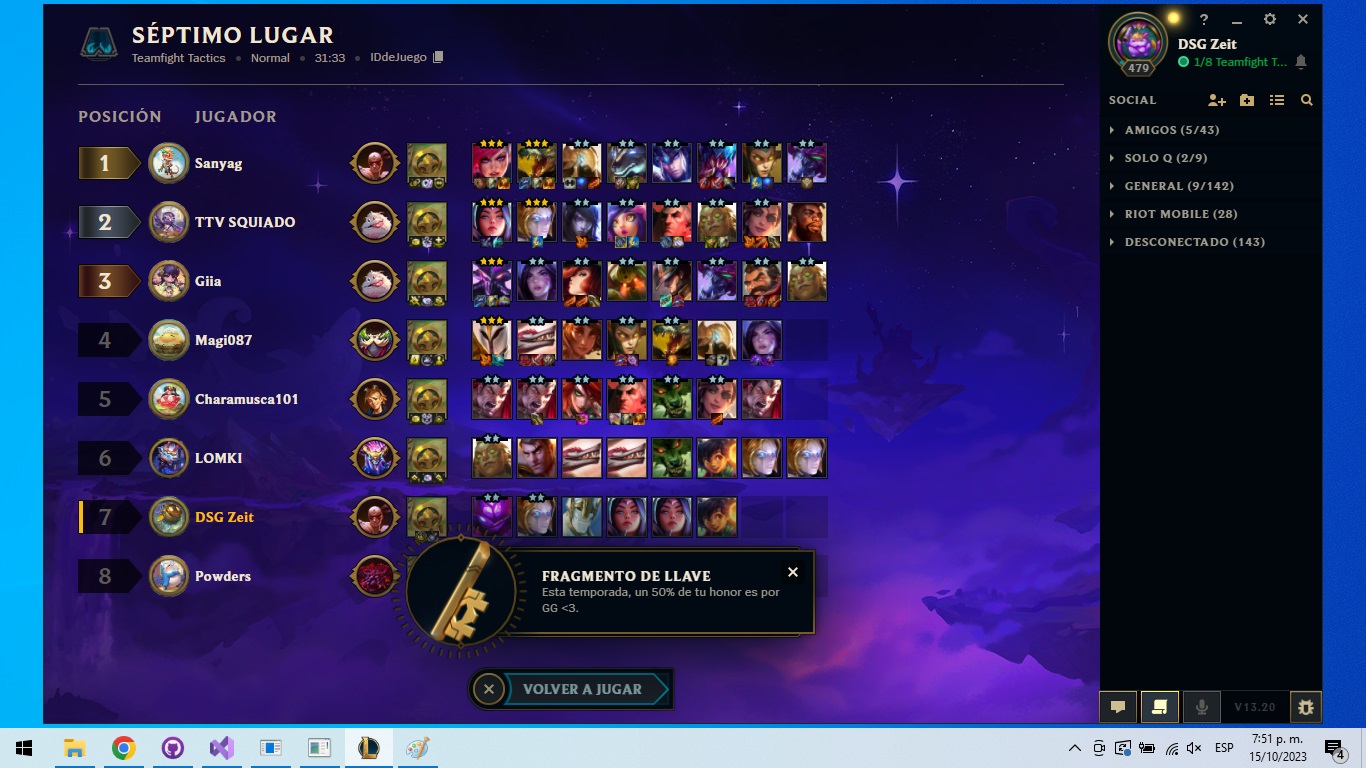 SÉPTIMO LUGAR
Teamfight Tactics • Normal • 31:33 • IDdeJuego
POSICIÓN JUGADOR
1 Sanyag
2 TTV SQUIADO
3 Giia
4 Magi087
5 Charamusca101
6 LOMKI
7 DSG Zeit
8 Powders
FRAGMENTO DE LLAVE
Esta temporada, un 50% de tu honor es por
GG <3.
VOLVER A JUGAR
?
DSG Zeit
479
1/8 Teamfight T...
SOCIAL
AMIGOS (5/43)
SOLO Q (2/9)
GENERAL (9/142)
RIOT MOBILE (28)
DESCONECTADO (143)
V13.20
ESP
7:51 p. m.
15/10/2023
4